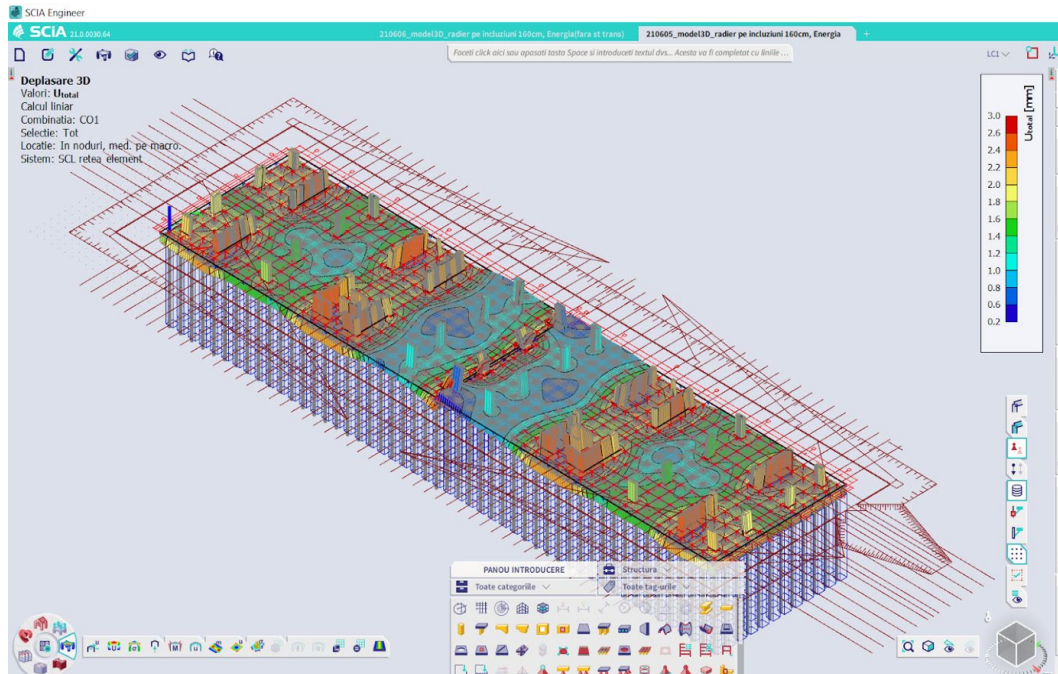 SCIA Engineer
SCIA 21.0.0030.64
210606_model3D_radier pe incluziuni 160cm, Energia(fara st trans)
210605_model3D_radier pe incluziuni 160cm, Energia
+
Faceti click aici sau apasati tasta Space si introduceti textul dvs... Acesta va fi completat cu liniile ...
LC1
Deplasare 3D
Valori: Utotal
Calcul liniar
Combinatia: CO1
Selectie: Tot
Locatie: In noduri, med. pe macro.
Sistem: SCL retea element
Utotal [mm]
3.0
2.6
2.4
2.2
2.0
1.8
1.6
1.4
1.2
1.0
0.8
0.6
0.2
PANOU INTRODUCERE
Structura
Toate categoriile
Toate tag-urile